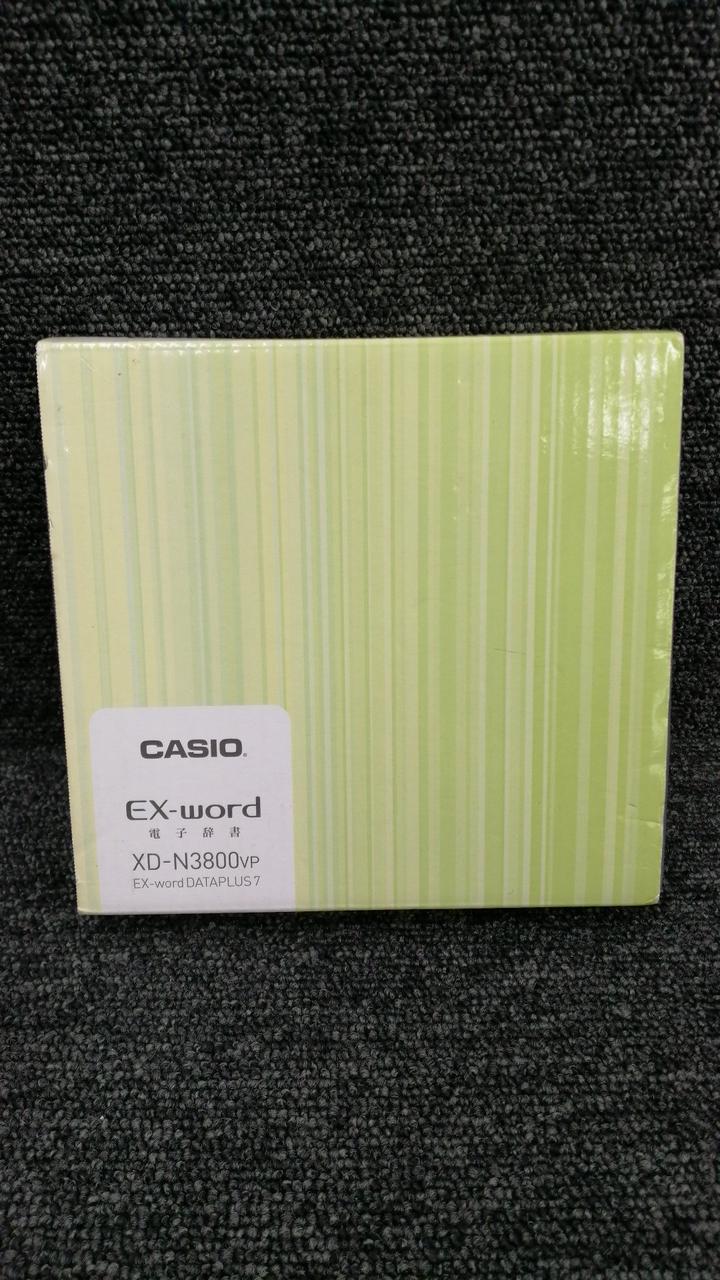 CASIO.
EX-word
電子辞書
XD-N3800VP
EX-word DATAPLUS 7